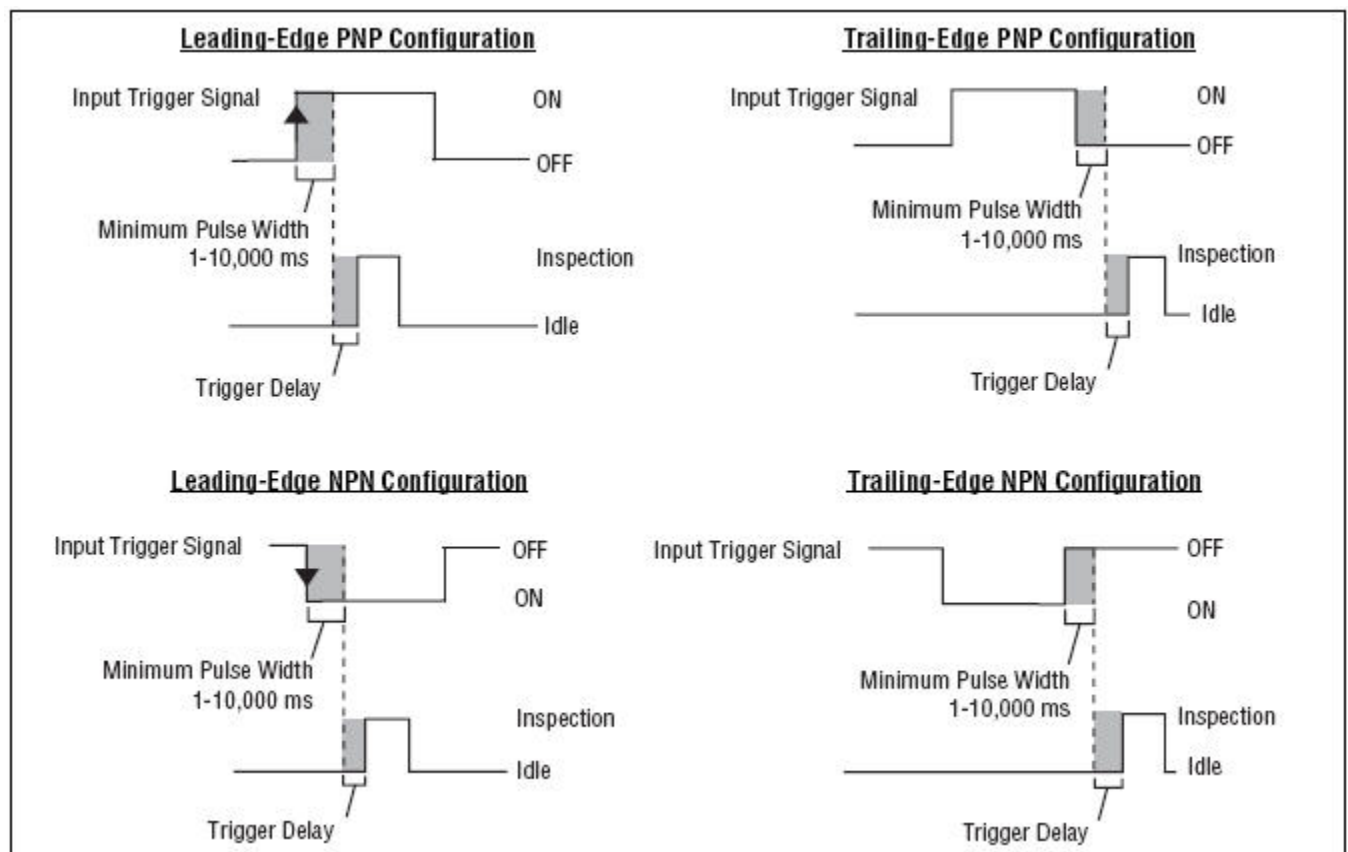 Leading-Edge PNP Configuration
Input Trigger Signal
ON
OFF
Minimum Pulse Width
1-10,000 ms
Inspection
Idle
Trigger Delay
Trailing-Edge PNP Configuration
Input Trigger Signal
ON
OFF
Minimum Pulse Width
1-10,000 ms
Inspection
Idle
Trigger Delay
Leading-Edge NPN Configuration
Input Trigger Signal
OFF
ON
Minimum Pulse Width
1-10,000 ms
Inspection
Idle
Trigger Delay
Trailing-Edge NPN Configuration
Input Trigger Signal
OFF
ON
Minimum Pulse Width
1-10,000 ms
Inspection
Idle
Trigger Delay